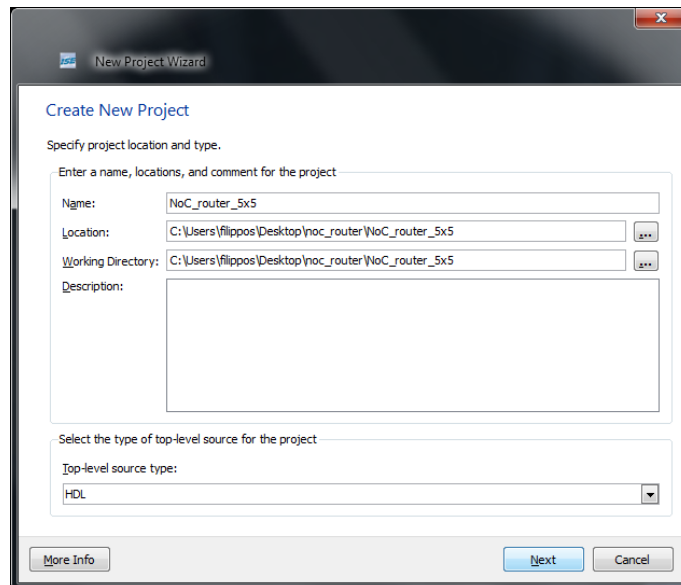 X
ISE New Project Wizard
Create New Project
Specify project location and type.
Enter a name, locations, and comment for the project
Name: NoC_router_5x5
Location: C:\Users\filippos\Desktop\noc_router\NoC_router_5x5 ...
Working Directory: C:\Users\filippos\Desktop\noc_router\NoC_router_5x5 ...
Description:
Select the type of top-level source for the project
Top-level source type:
HDL
More Info Next Cancel